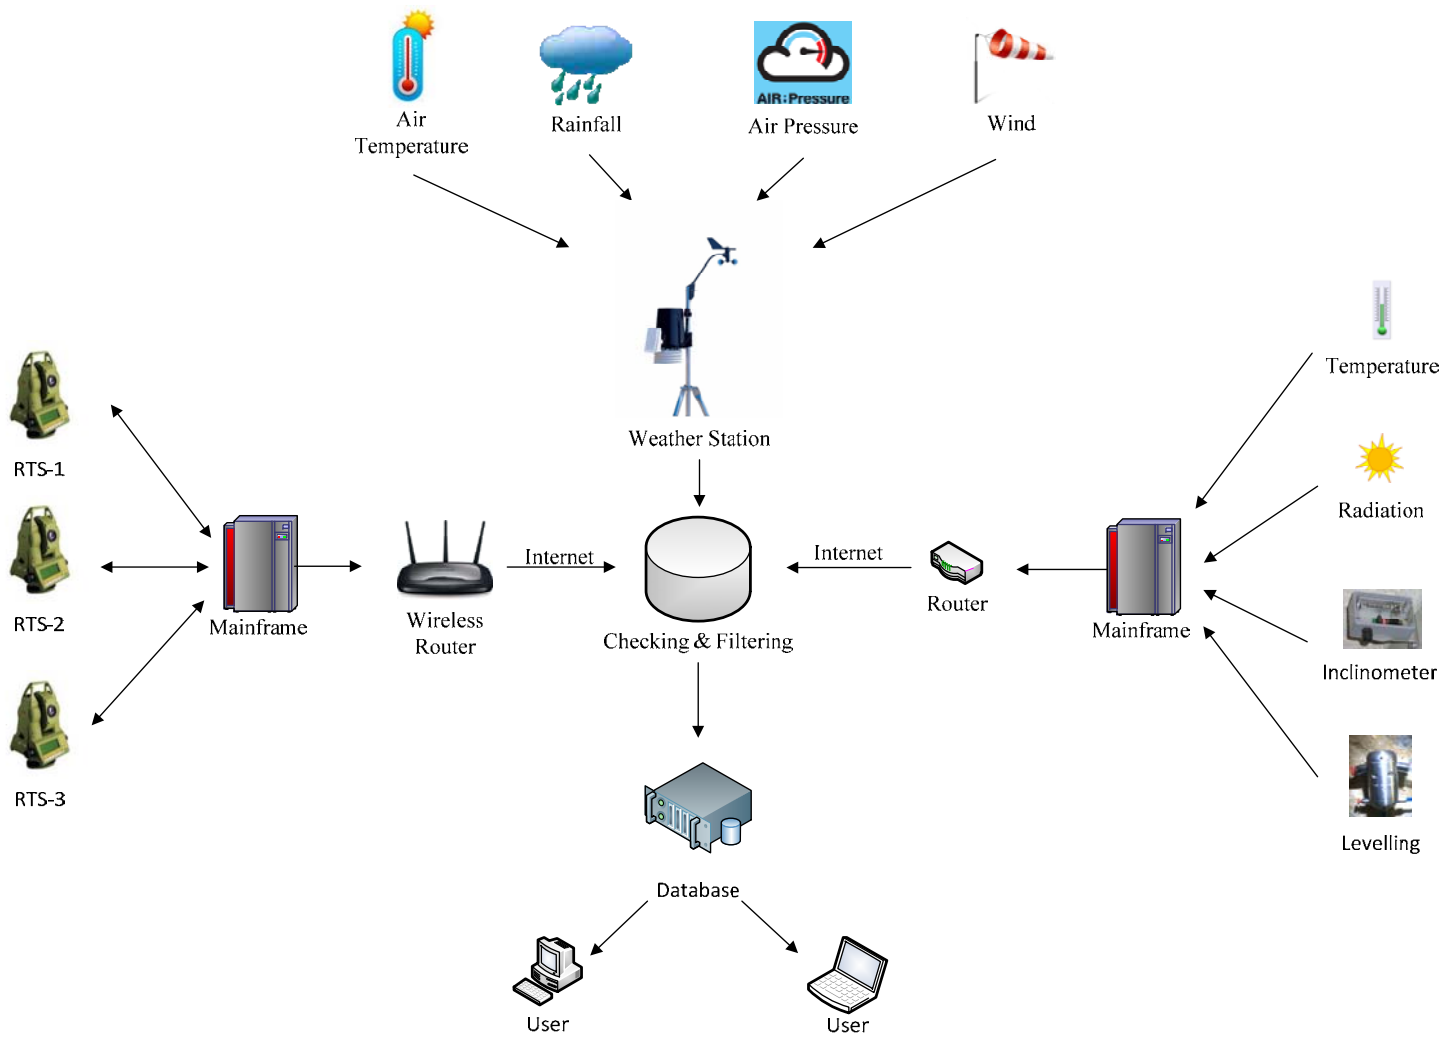 Air
Temperature
Rainfall
AIR:Pressure
Air Pressure
Wind
Weather Station
Temperature
Radiation
RTS-1
RTS-2
RTS-3
Mainframe
Wireless
Router
Internet
Checking & Filtering
Internet
Router
Mainframe
Inclinometer
Levelling
Database
User
User